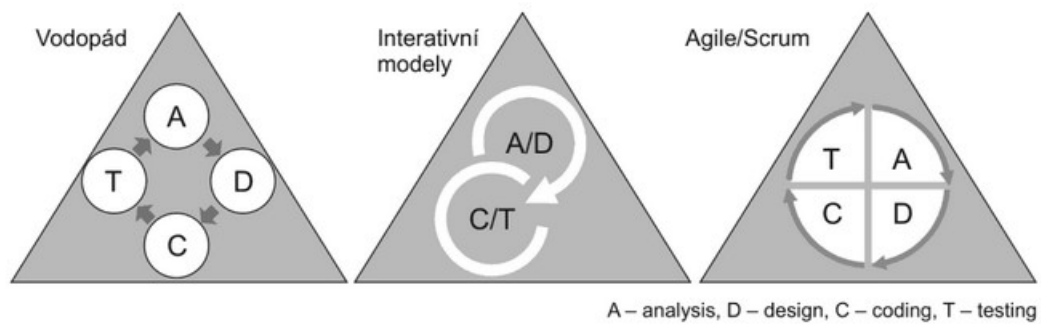 Vodopád
A
T
D
C
Interativní
modely
A/D
C/T
Agile/Scrum
T
A
C
D
A – analysis, D – design, C – coding, T – testing